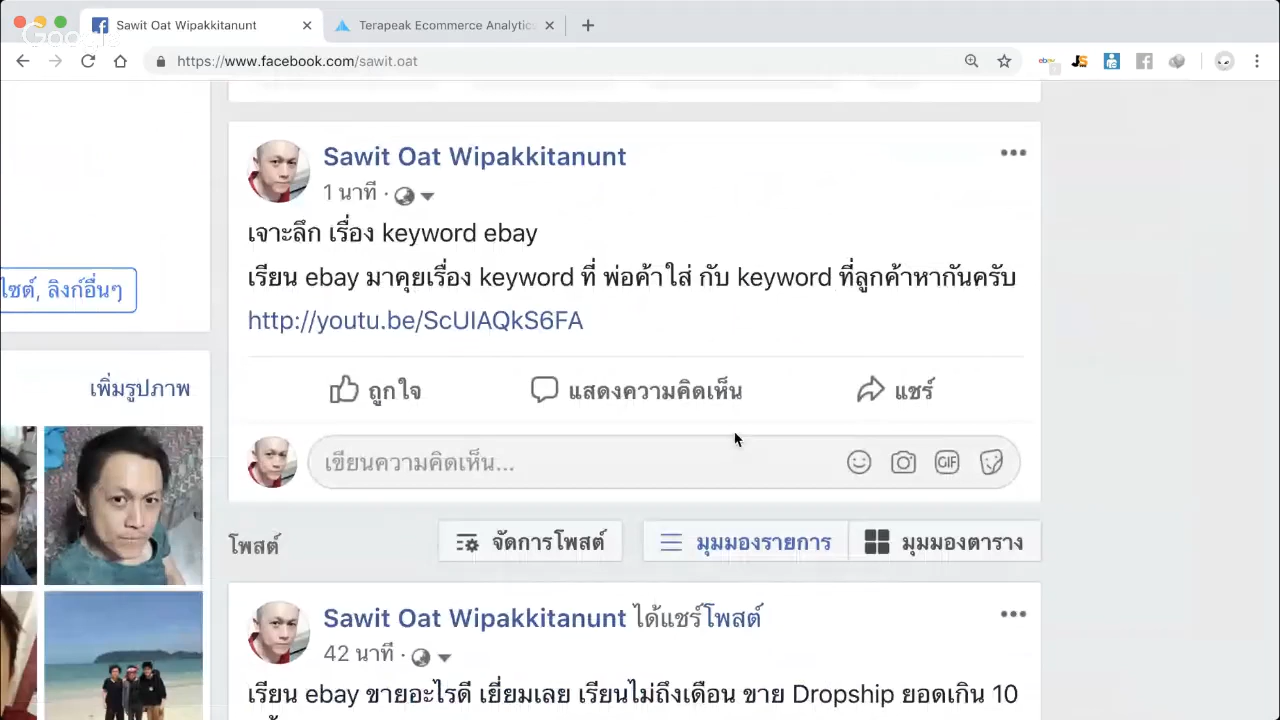 Sawit Oat Wipakkitanunt
Terapeak Ecommerce Analytics
https://www.facebook.com/sawit.oat
Sawit Oat Wipakkitanunt
1 นาที ·
เจาะลึก เรื่อง keyword ebay
เรียน ebay มาคุยเรื่อง keyword ที่ พ่อค้าใส่ กับ keyword ที่ลูกค้าหากันครับ
http://youtu.be/ScUIAQkS6FA
ถูกใจ
แสดงความคิดเห็น
แชร์
เขียนความคิดเห็น...
GIF
ไซต์, ลิงก์อื่นๆ
เพิ่มรูปภาพ
โพสต์
จัดการโพสต์
มุมมองรายการ
มุมมองตาราง
Sawit Oat Wipakkitanunt ได้แชร์โพสต์
42 นาที ·
เรียน ebay ขายอะไรดี เยี่ยมเลย เรียนไม่ถึงเดือน ขาย Dropship ยอดเกิน 10